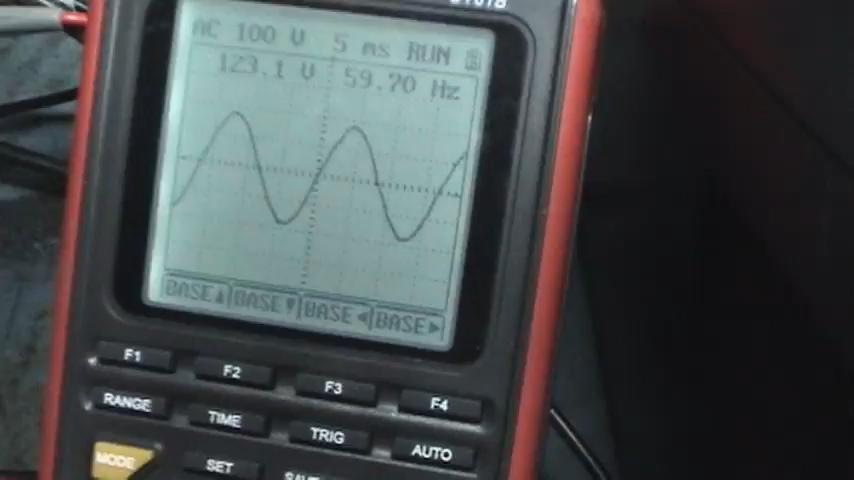 AC 100 V 5 ms RUN
123.1 V 59.70 Hz
BASE▲ BASE▼ BASE◄ BASE►
F1 F2 F3 F4
RANGE TIME TRIG AUTO
MODE SET